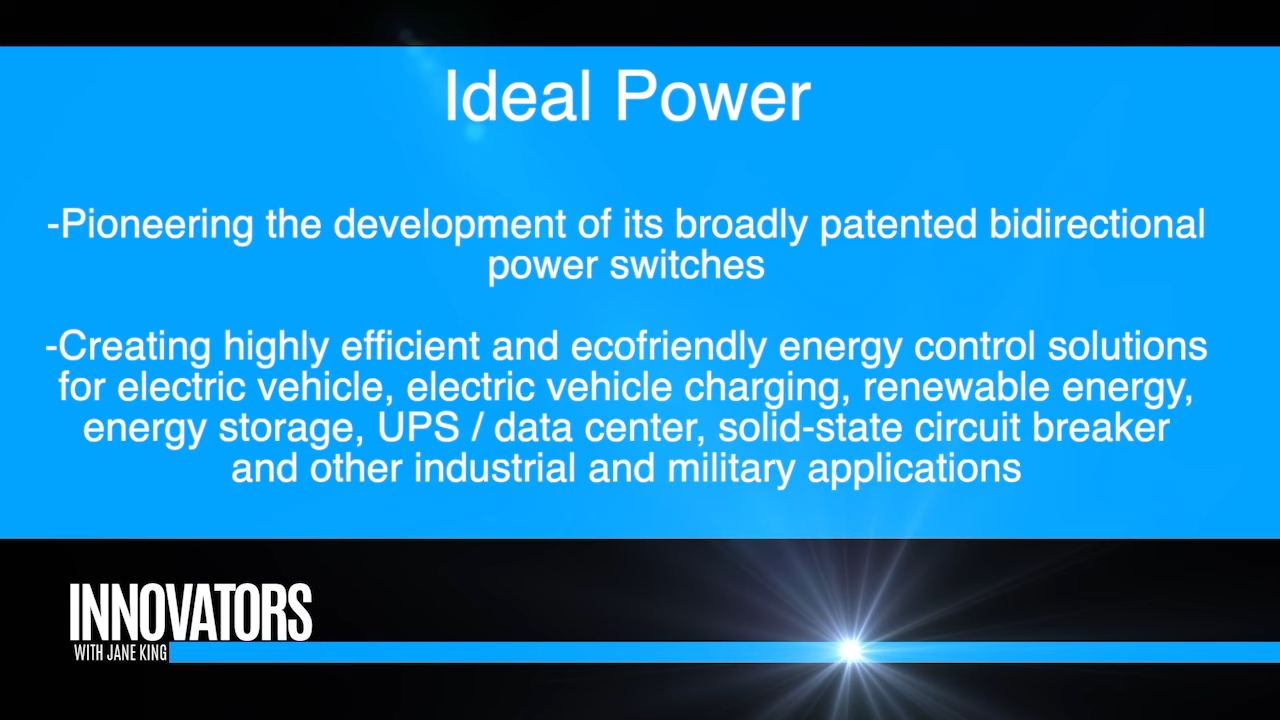 Ideal Power
-Pioneering the development of its broadly patented bidirectional
power switches
-Creating highly efficient and ecofriendly energy control solutions
for electric vehicle, electric vehicle charging, renewable energy,
energy storage, UPS / data center, solid-state circuit breaker
and other industrial and military applications
INNOVATORS
WITH JANE KING